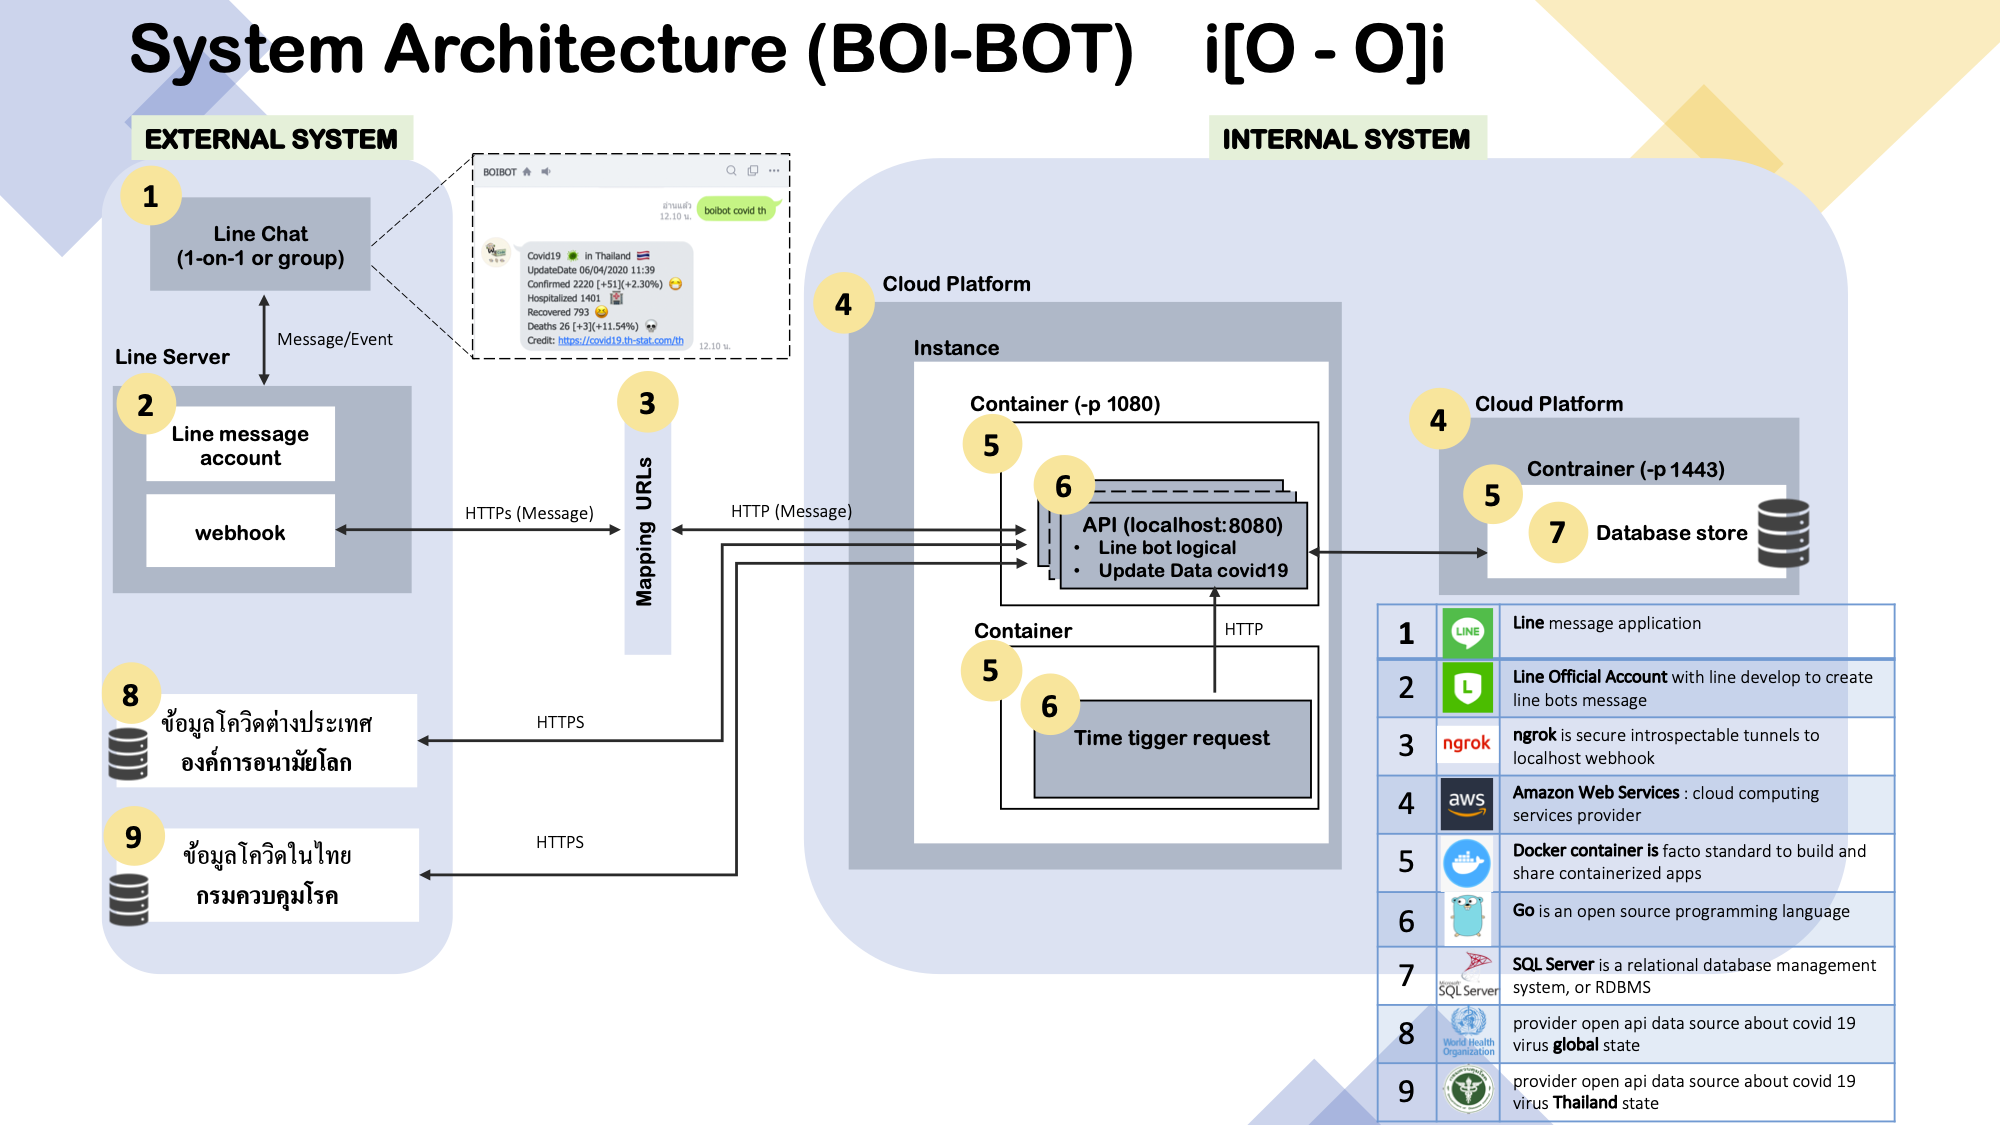 System Architecture (BOI-BOT) i[O - O]i
EXTERNAL SYSTEM
INTERNAL SYSTEM
1
Line Chat
(1-on-1 or group)
BOIBOT
อ่านแล้ว
12.10 น.
boibot covid th
Covid19 in Thailand
UpdateDate 06/04/2020 11:39
Confirmed 2220 [+51](+2.30%)
Hospitalized 1401
Recovered 793
Deaths 26 [+3](+11.54%)
Credit: https://covid19.th-stat.com/th
12.10 น.
Message/Event
Line Server
2
Line message
account
webhook
HTTPs (Message)
3
Mapping URLs
HTTP (Message)
8
ข้อมูลโควิดต่างประเทศ
องค์การอนามัยโลก
HTTPS
9
ข้อมูลโควิดในไทย
กรมควบคุมโรค
HTTPS
4
Cloud Platform
Instance
Container (-p 1080)
5
6
API (localhost:8080)
• Line bot logical
• Update Data covid19
HTTP
Container
5
6
Time tigger request
4
Cloud Platform
Contrainer (-p 1443)
5
7
Database store
1
LINE
Line message application
2
L
Line Official Account with line develop to create
line bots message
3
ngrok
ngrok is secure introspectable tunnels to
localhost webhook
4
aws
Amazon Web Services : cloud computing
services provider
5
Docker container is facto standard to build and
share containerized apps
6
Go is an open source programming language
7
SQL Server
SQL Server is a relational database management
system, or RDBMS
8
World Health
Organization
provider open api data source about covid 19
virus global state
9
provider open api data source about covid 19
virus Thailand state